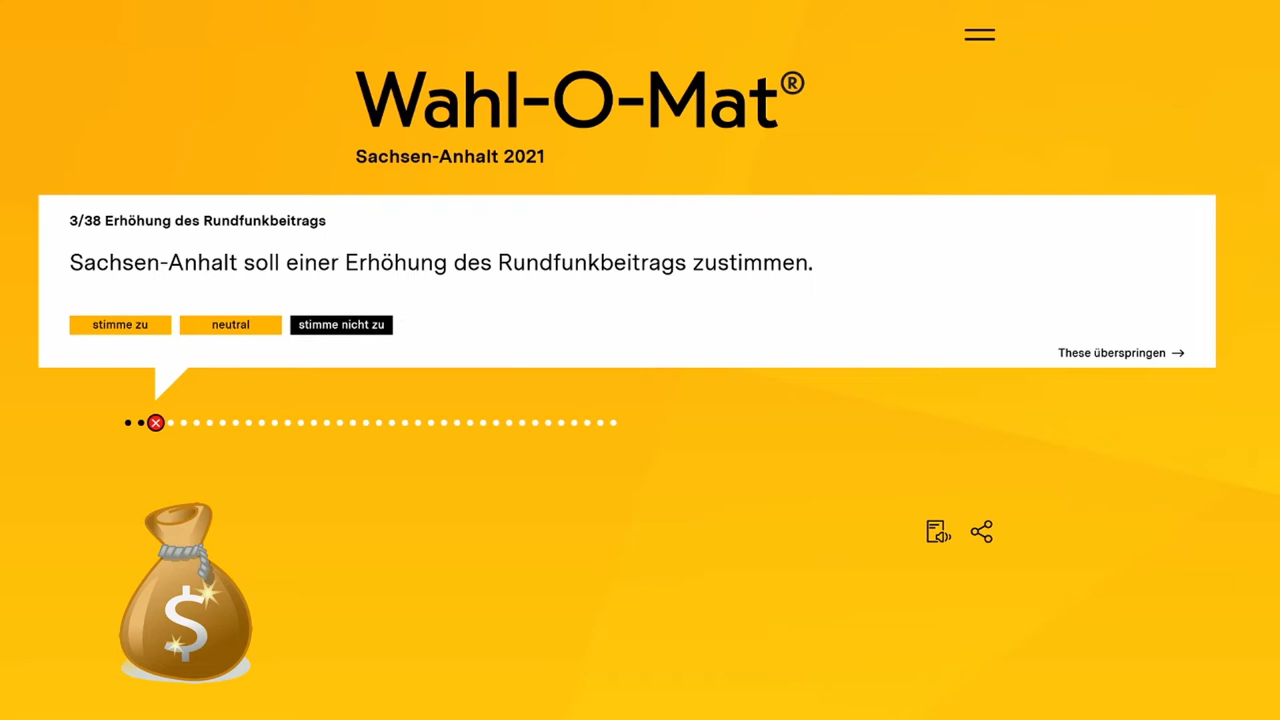 Wahl-O-Mat®
Sachsen-Anhalt 2021
3/38 Erhöhung des Rundfunkbeitrags
Sachsen-Anhalt soll einer Erhöhung des Rundfunkbeitrags zustimmen.
stimme zu neutral stimme nicht zu
These überspringen →
$